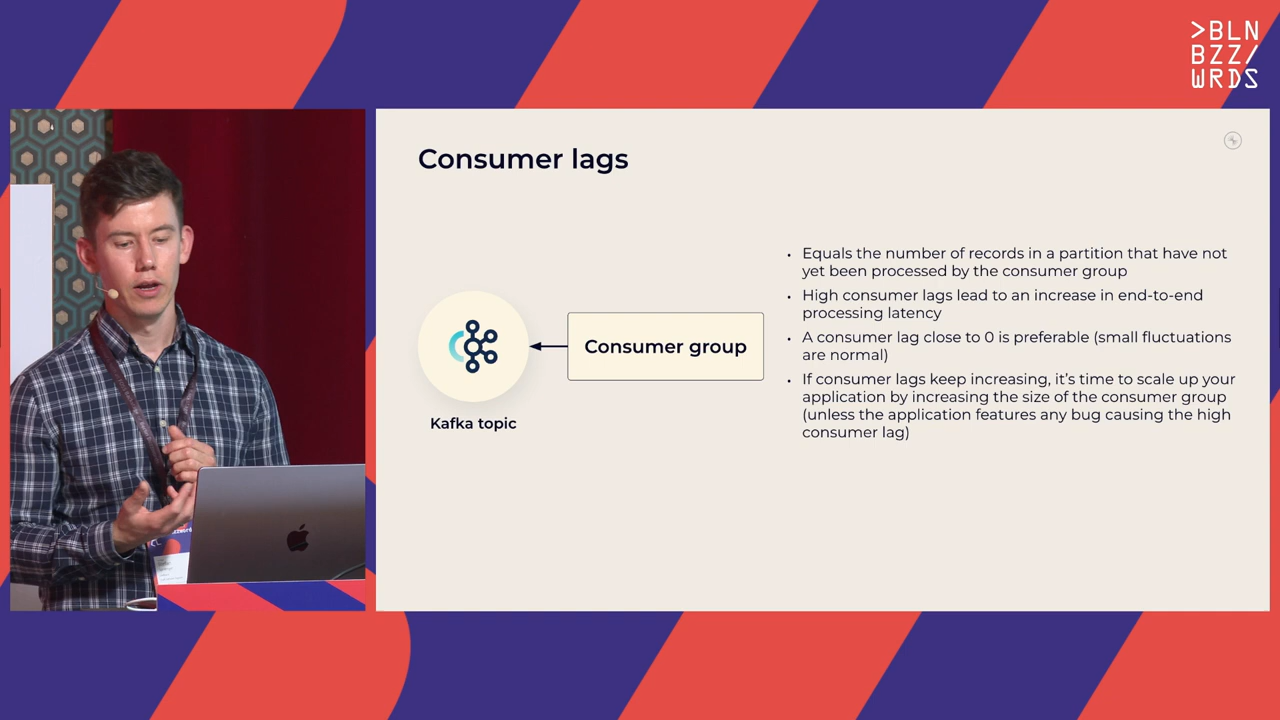 >BLN
BZZ/
WRDS
Consumer lags
Equals the number of records in a partition that have not
yet been processed by the consumer group
High consumer lags lead to an increase in end-to-end
processing latency
A consumer lag close to 0 is preferable (small fluctuations
are normal)
If consumer lags keep increasing, it's time to scale up your
application by increasing the size of the consumer group
(unless the application features any bug causing the high
consumer lag)
Consumer group
Kafka topic